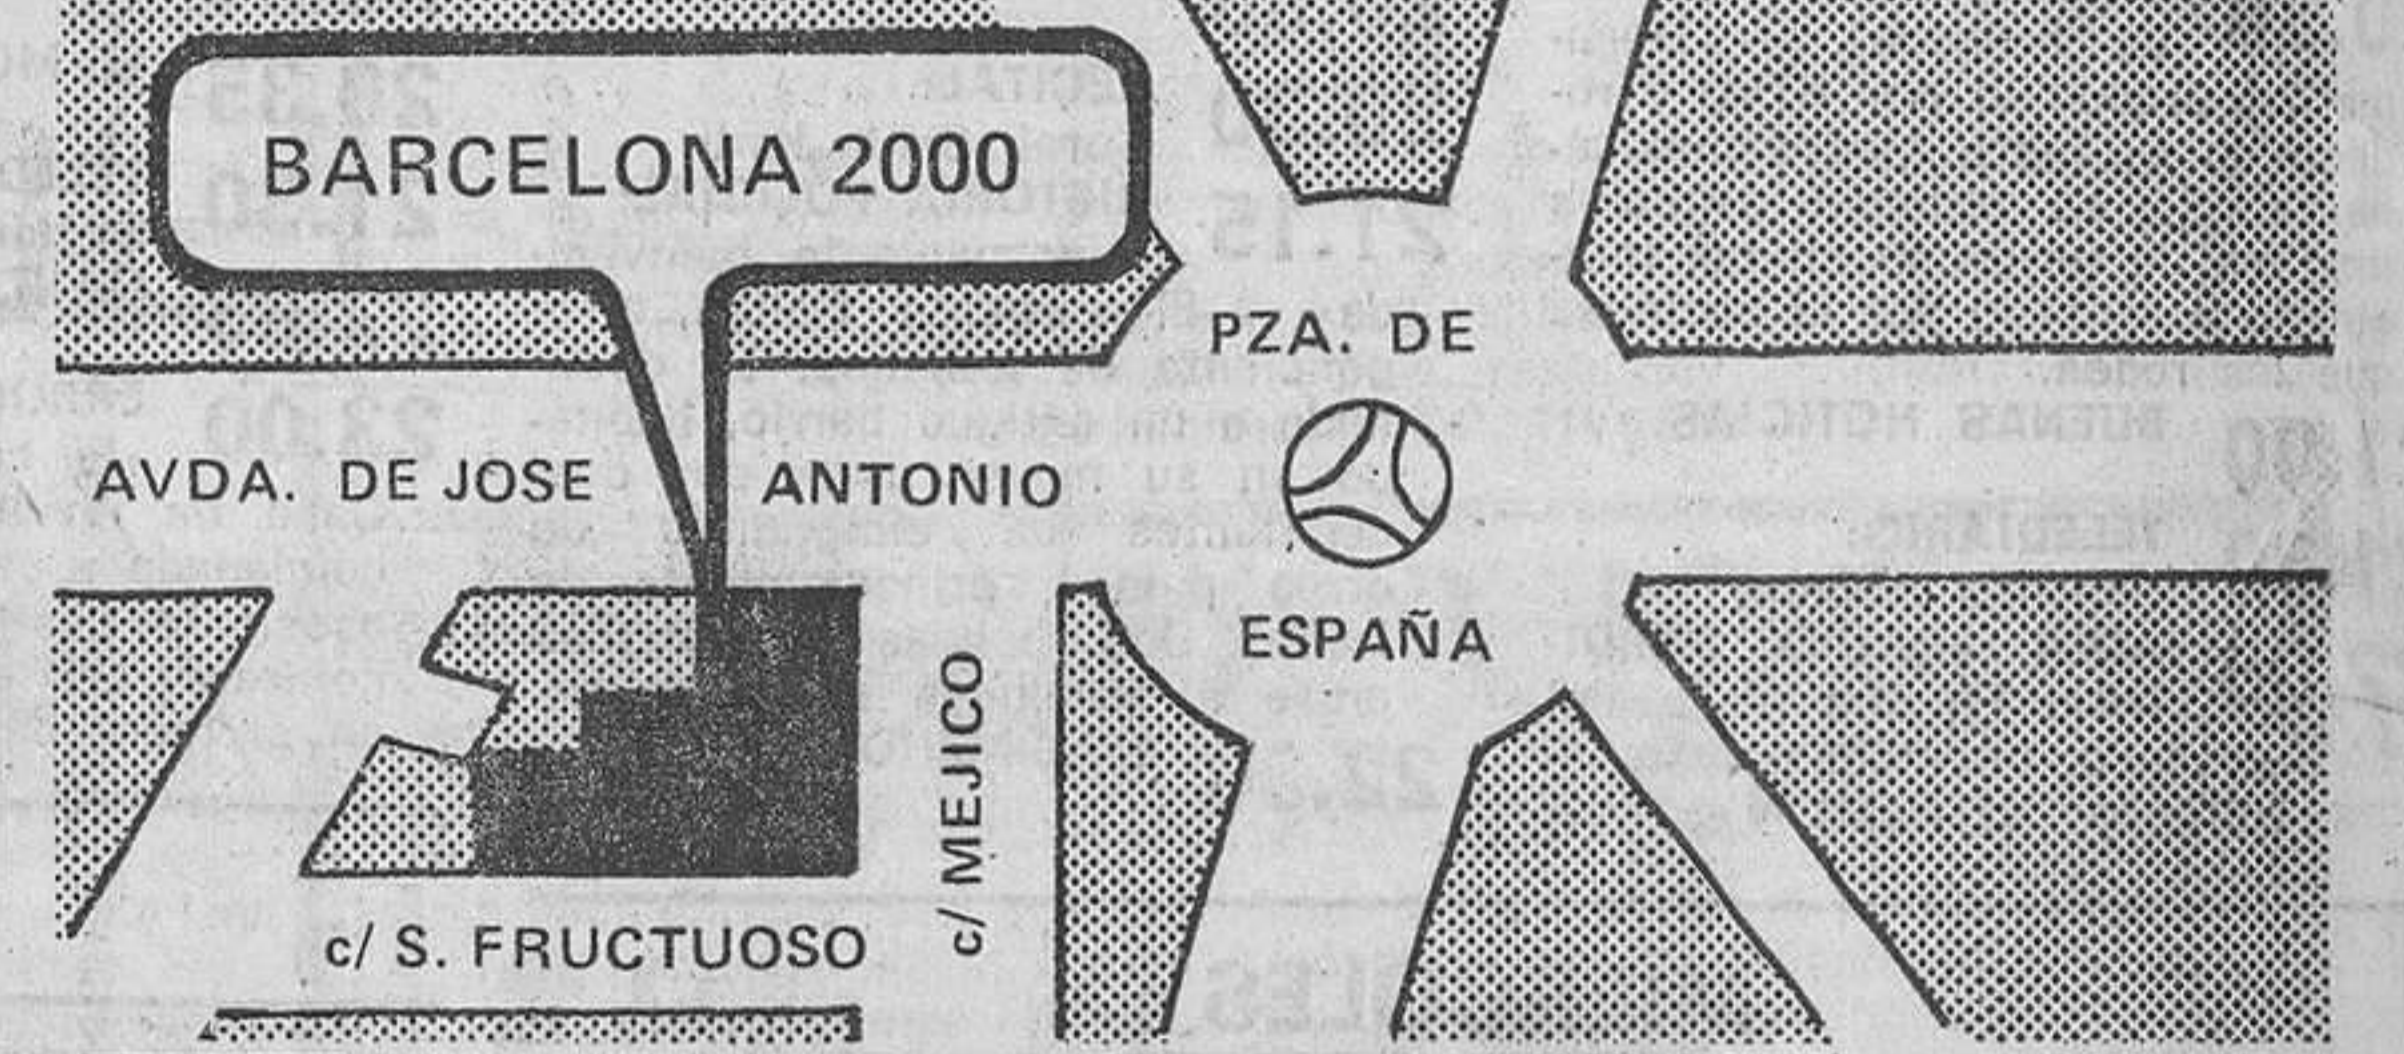 BARCELONA 2000
PZA. DE
AVDA. DE JOSE ANTONIO
ESPAÑA
c/ MEJICO
c/ S. FRUCTUOSO